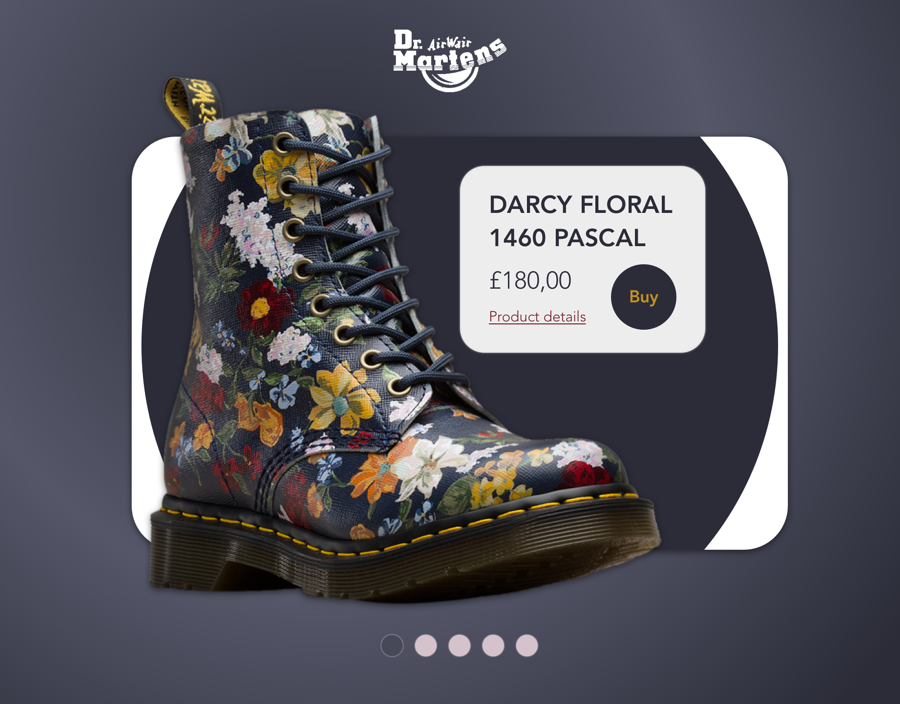 Dr. AirWair
Martens
DARCY FLORAL
1460 PASCAL
£180,00
Buy
Product details